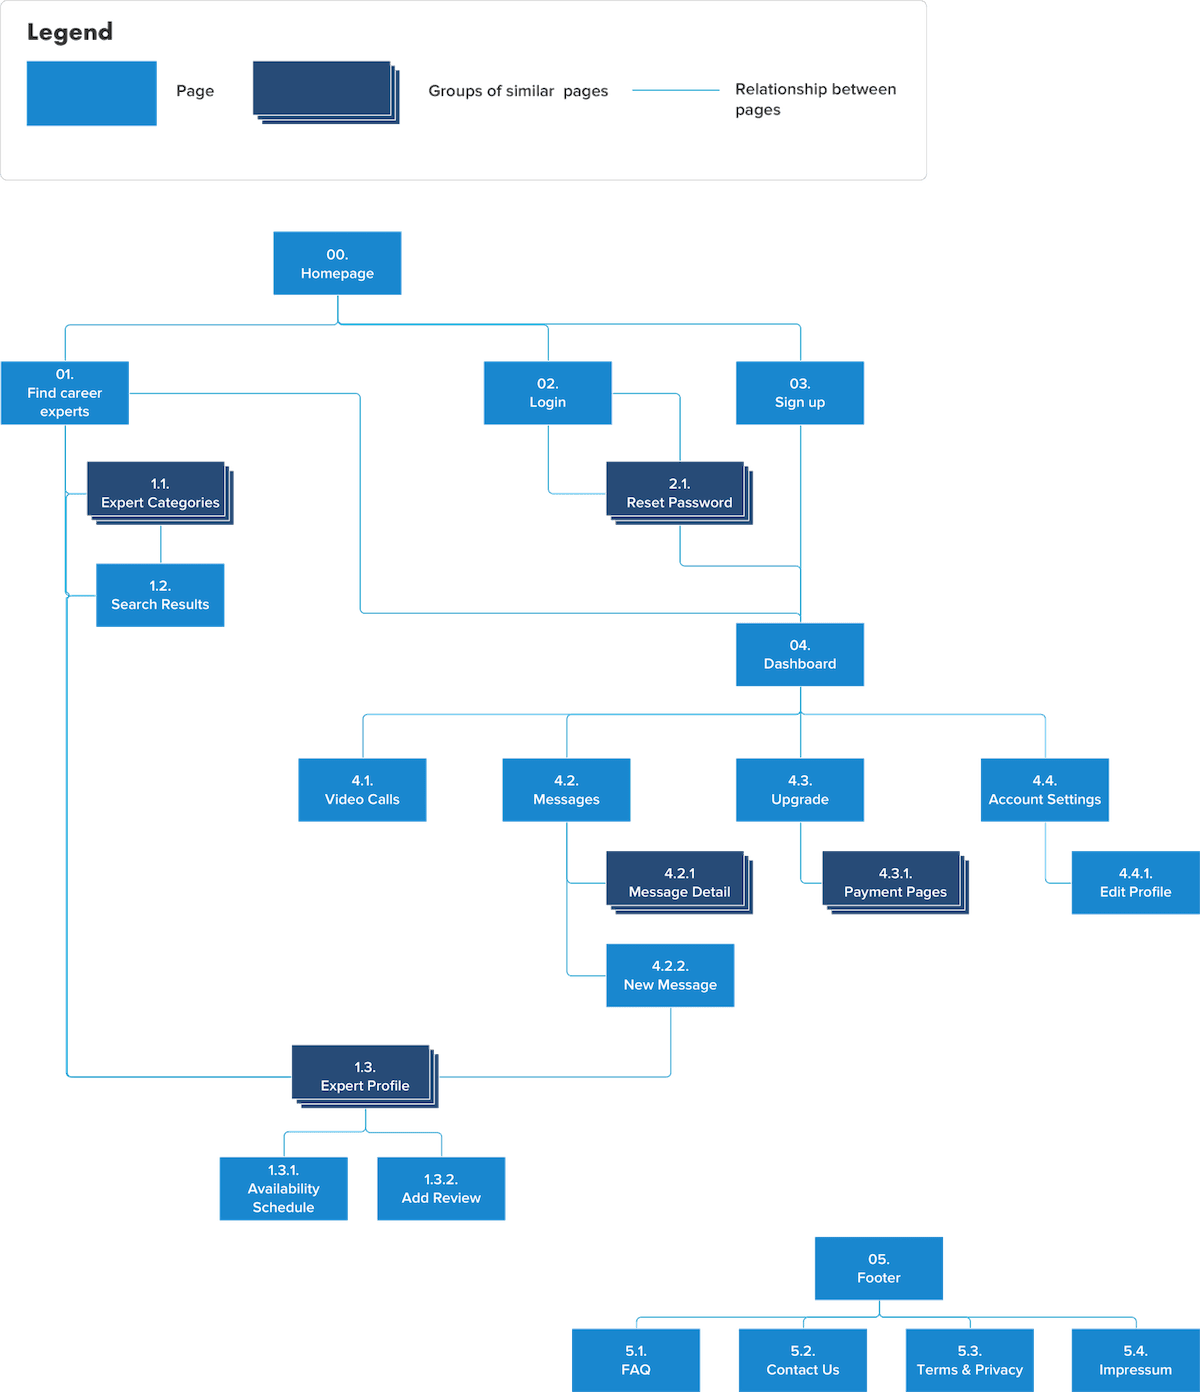 Legend
Page
Groups of similar pages
Relationship between
pages
00.
Homepage
01.
Find career
experts
02.
Login
03.
Sign up
1.1.
Expert Categories
2.1.
Reset Password
1.2.
Search Results
04.
Dashboard
4.1.
Video Calls
4.2.
Messages
4.3.
Upgrade
4.4.
Account Settings
4.2.1
Message Detail
4.3.1.
Payment Pages
4.4.1.
Edit Profile
4.2.2.
New Message
1.3.
Expert Profile
1.3.1.
Availability
Schedule
1.3.2.
Add Review
05.
Footer
5.1.
FAQ
5.2.
Contact Us
5.3.
Terms & Privacy
5.4.
Impressum